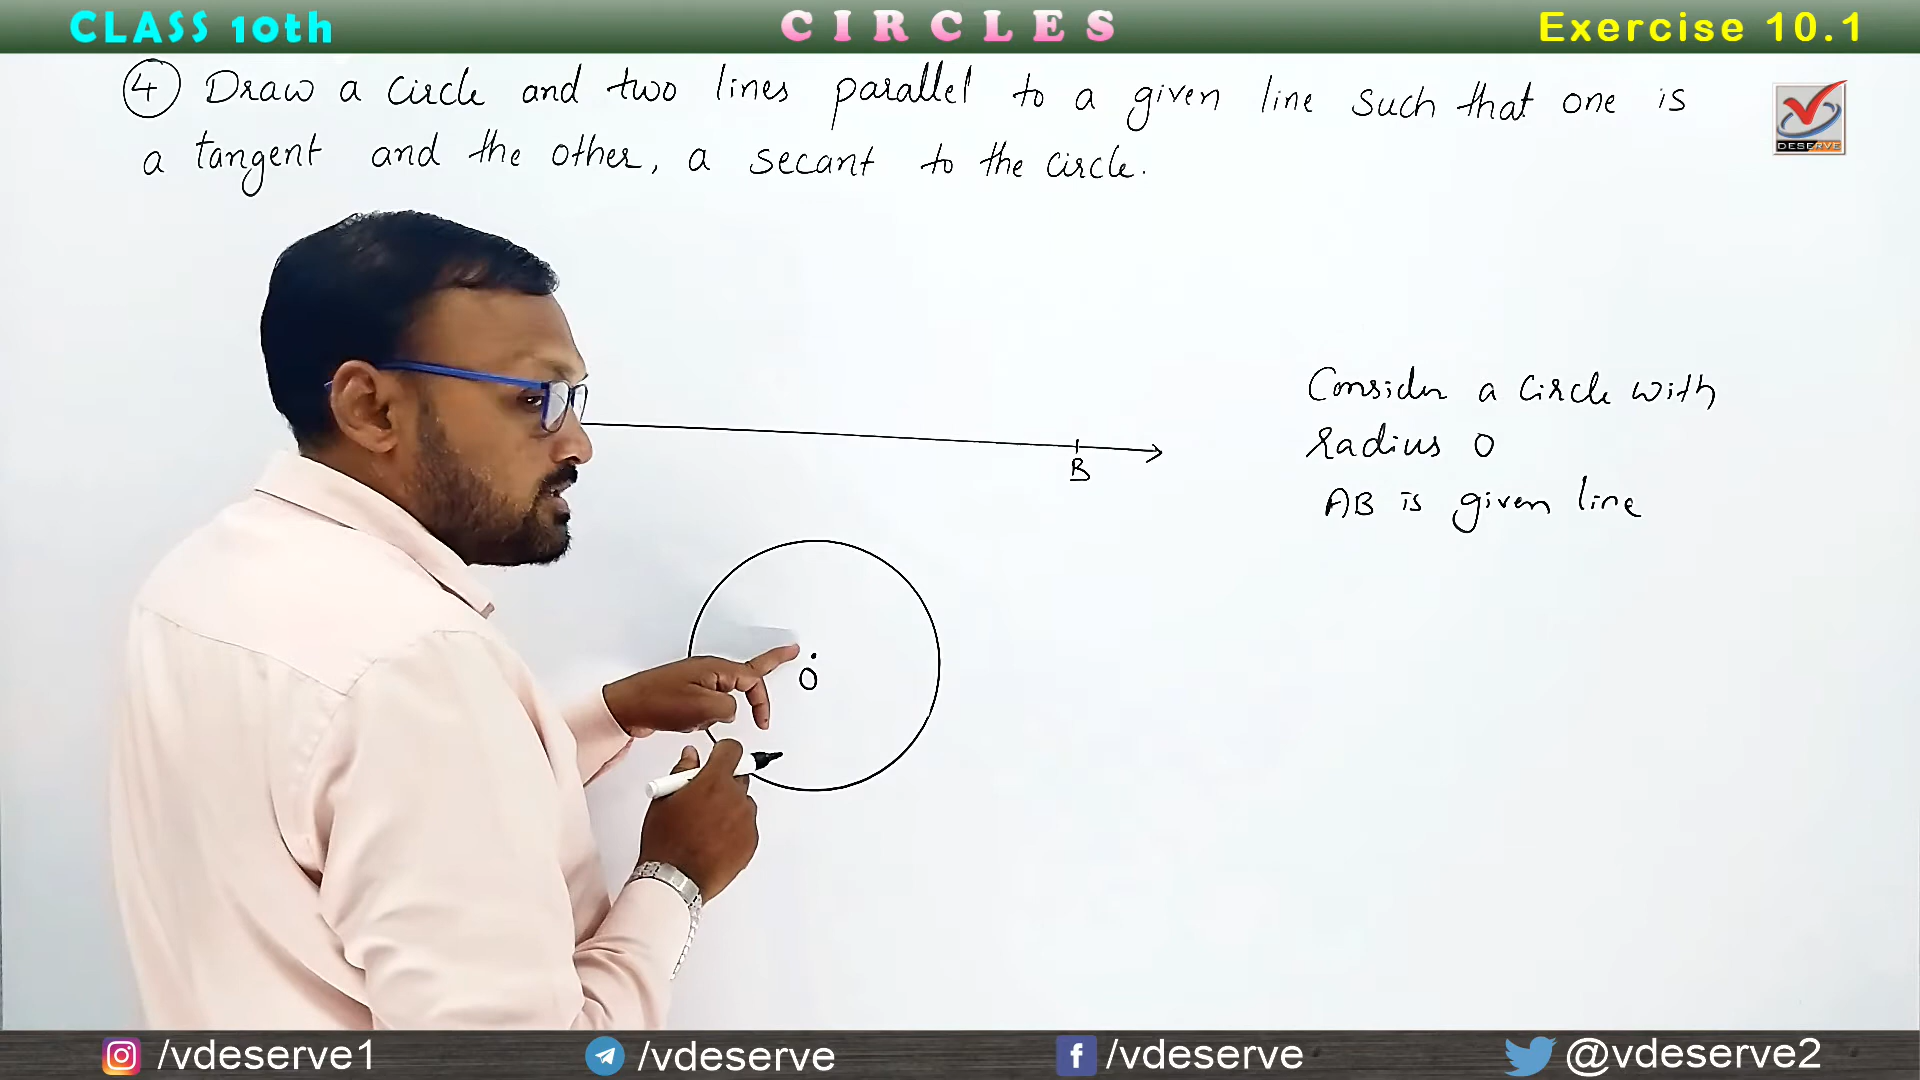 CLASS 10th
CIRCLES
Exercise 10.1
4 Draw a circle and two lines parallel to a given line such that one is
a tangent and the other, a secant to the circle.
DESERVE
Consider a circle with
radius O
AB is given line
B
O
/vdeserve1
/vdeserve
/vdeserve
@vdeserve2